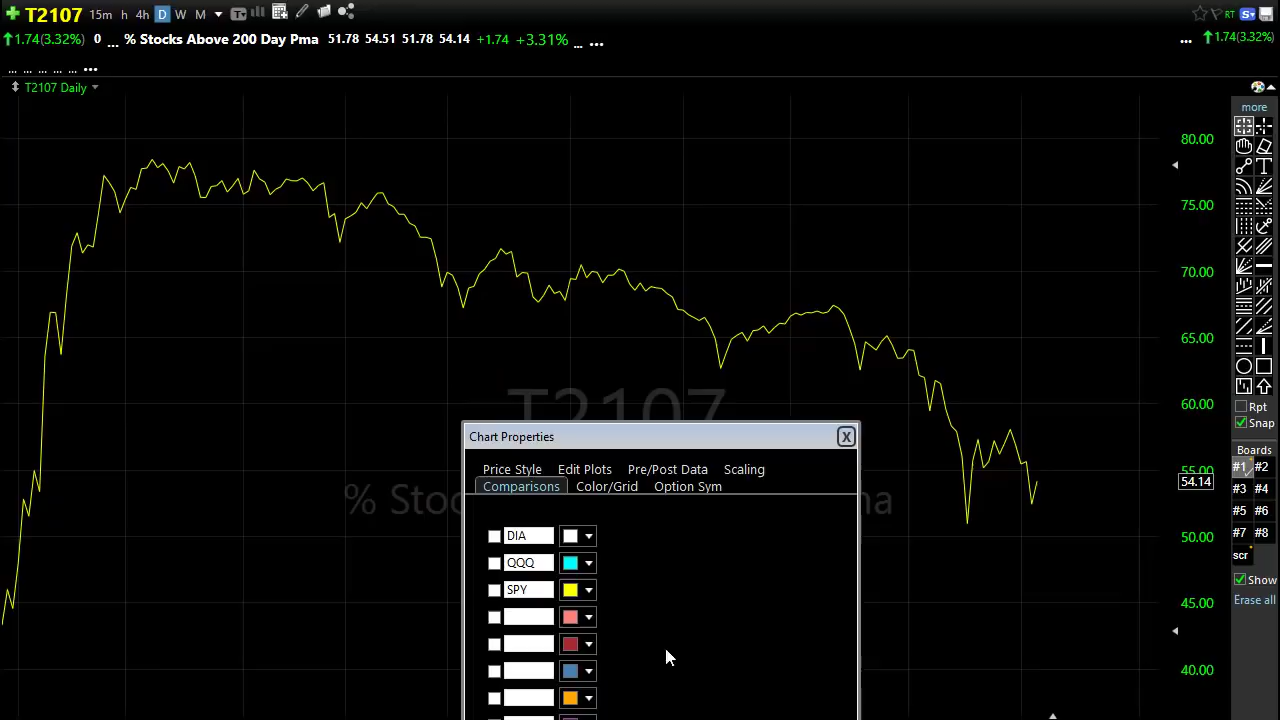 T2107 15m h 4h D W M
RT S
1.74(3.32%) 0 ... % Stocks Above 200 Day Pma 51.78 54.51 51.78 54.14 +1.74 +3.31% ... ...
... 1.74(3.32%)
... ... ... ... ... ...
T2107 Daily
more
80.00
75.00
70.00
65.00
60.00
55.00
54.14
50.00
45.00
40.00
T2107
% Stoc
a
Chart Properties X
Price Style Edit Plots Pre/Post Data Scaling
Comparisons Color/Grid Option Sym
DIA
QQQ
SPY
Rpt
Snap
Boards
#1 #2
#3 #4
#5 #6
#7 #8
scr
Show
Erase all